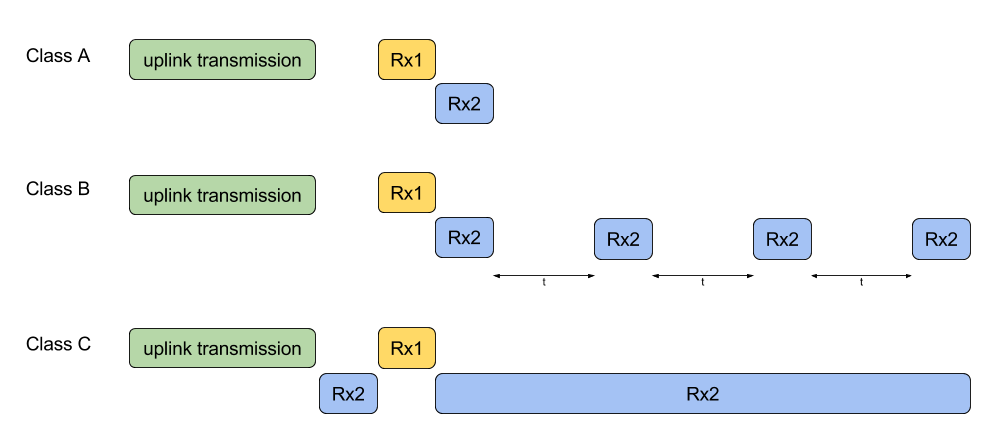 Class A
uplink transmission
Rx1
Rx2
Class B
uplink transmission
Rx1
Rx2
Rx2
Rx2
Rx2
t
t
t
Class C
uplink transmission
Rx1
Rx2
Rx2